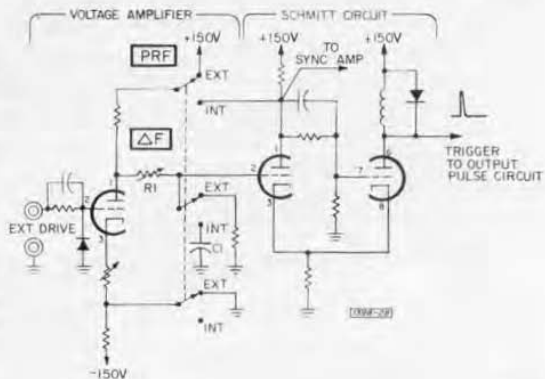 VOLTAGE AMPLIFIER
SCHMITT CIRCUIT
+150V
+150V
+150V
PRF
EXT
TO
SYNC AMP
INT
ΔF
1
1
6
R1
2
2
7
EXT
TRIGGER
TO OUTPUT
PULSE CIRCUIT
3
3
8
EXT DRIVE
INT
C1
EXT
INT
-150V